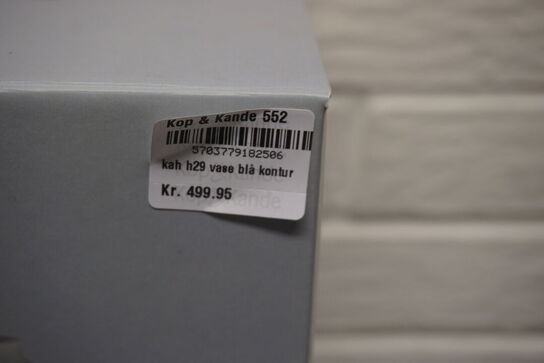 Kop & Kande 552
5703779182506
kah h29 vase blå kontur
Kr. 499.95